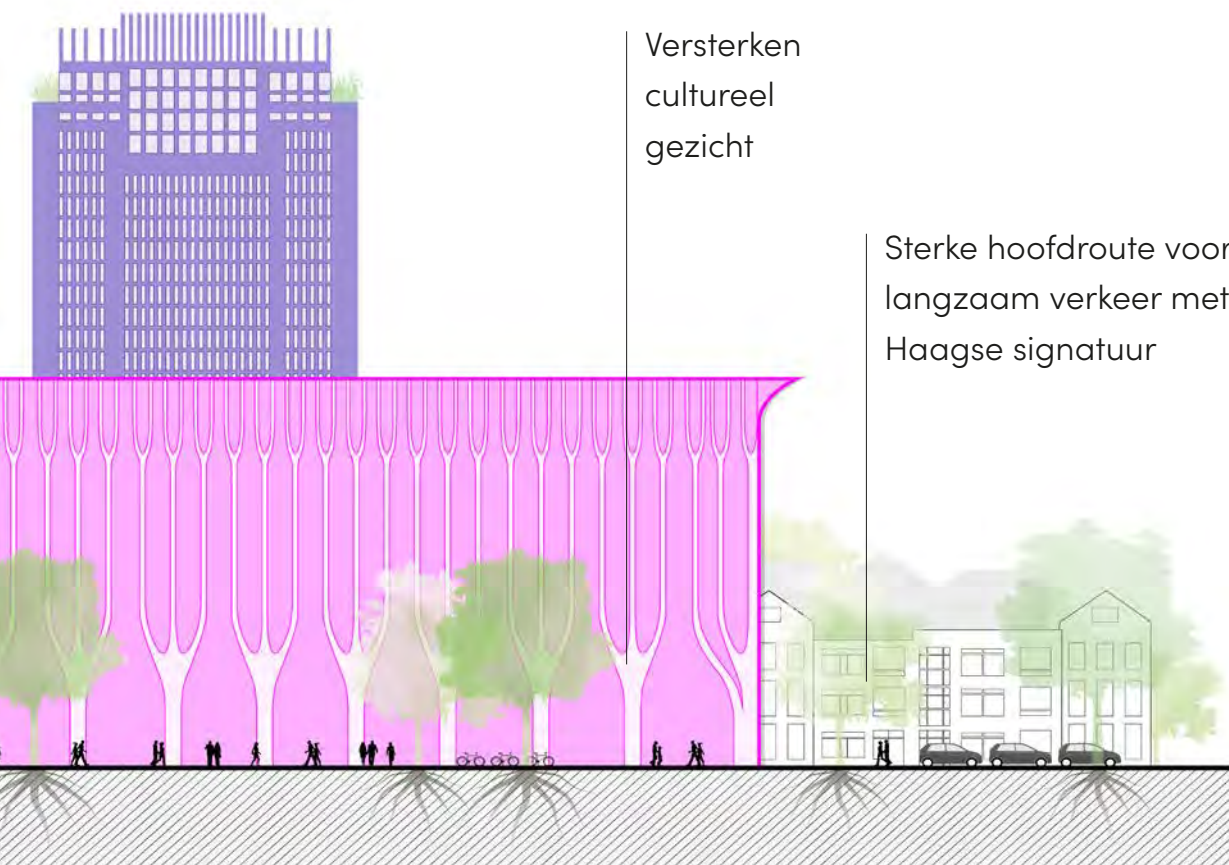 Versterken
cultureel
gezicht
Sterke hoofdroute voor
langzaam verkeer met
Haagse signatuur